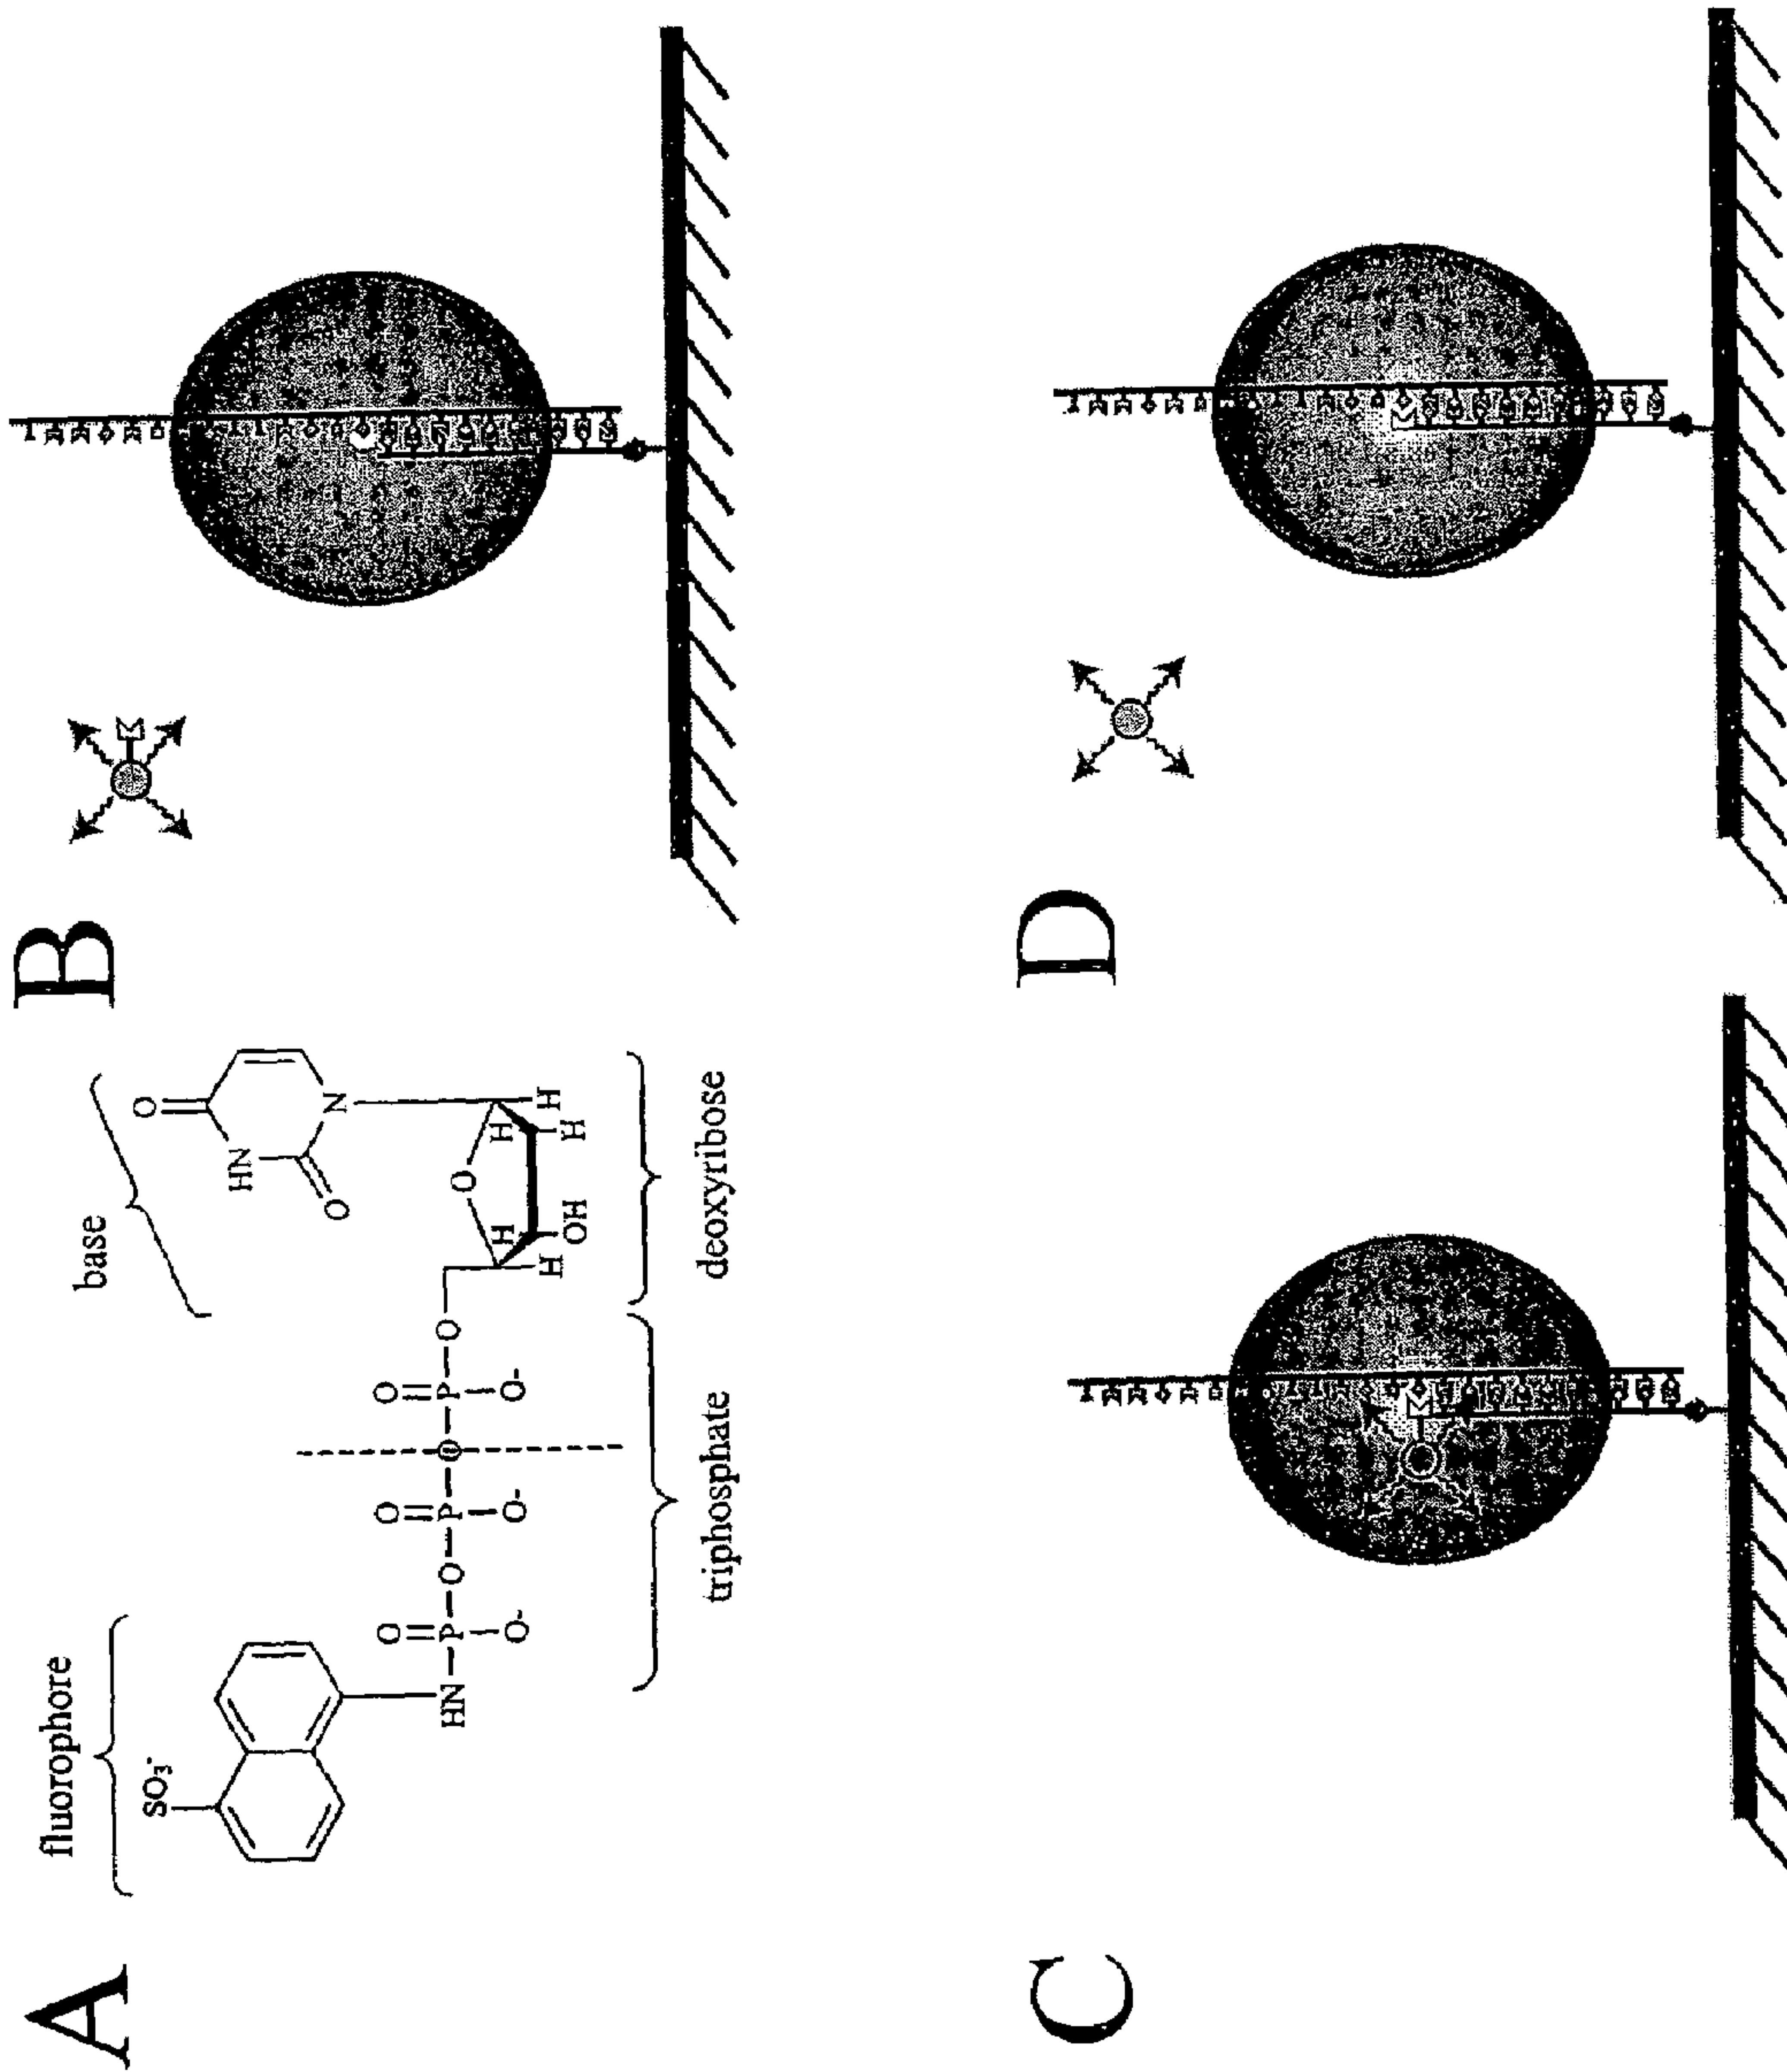 A
fluorophore
base
SO₃⁻
HN
O
O
O
P
O
P
O
P
O
O⁻
O⁻
O⁻
HN
O
O
N
O
H
H
H
H
H
OH
triphosphate
deoxyribose
B
C
D